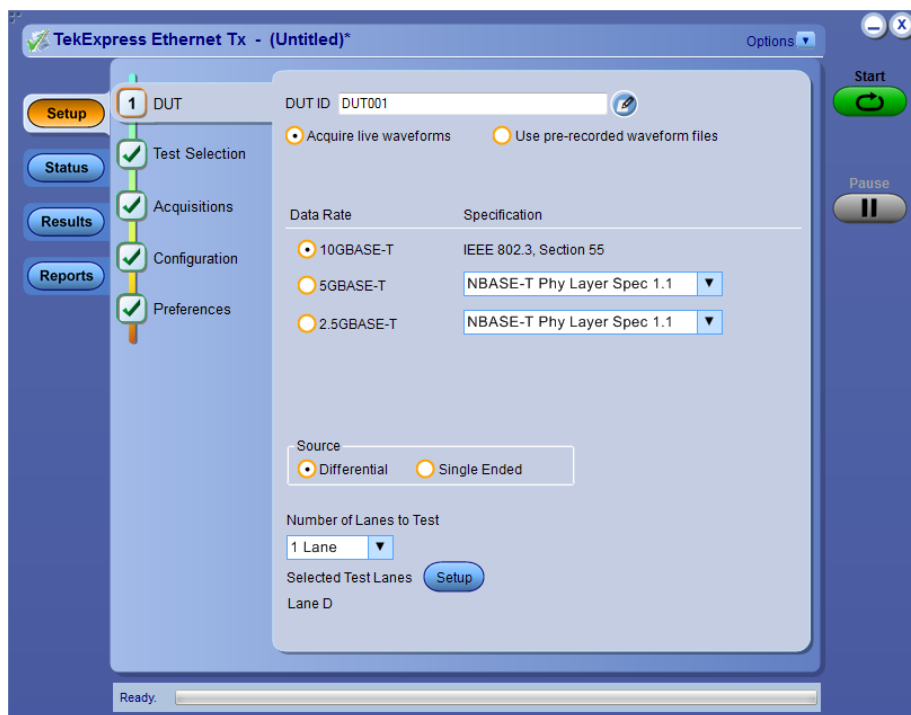 TekExpress Ethernet Tx - (Untitled)*
Options
X
Start
Pause
Setup
Status
Results
Reports
1 DUT
Test Selection
Acquisitions
Configuration
Preferences
DUT ID DUT001
Acquire live waveforms Use pre-recorded waveform files
Data Rate Specification
10GBASE-T IEEE 802.3, Section 55
5GBASE-T NBASE-T Phy Layer Spec 1.1
2.5GBASE-T NBASE-T Phy Layer Spec 1.1
Source
Differential Single Ended
Number of Lanes to Test
1 Lane
Selected Test Lanes Setup
Lane D
Ready.